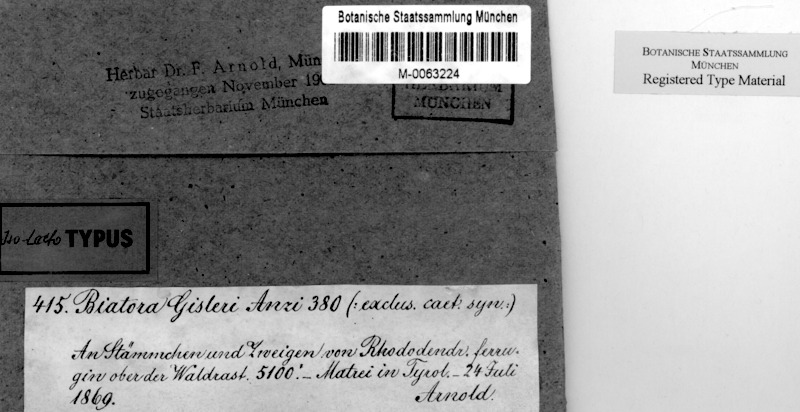 Botanische Staatssammlung München
M-0063224
Herbar Dr. F. Arnold, Mün
zugegangen November 19
Staatsherbarium München
HERBARIUM
MÜNCHEN
BOTANISCHE STAATSSAMMLUNG
MÜNCHEN
Registered Type Material
Iso-Lecto TYPUS
415. Biatora Gisleri Anzi 380 (: exclus. caet. syn.:)
An Stämmchen und Zweigen von Rhododendr. ferru-
gin ober der Waldrast. 5100'. – Matrei in Tyrol. – 24 Juli
1869. Arnold.